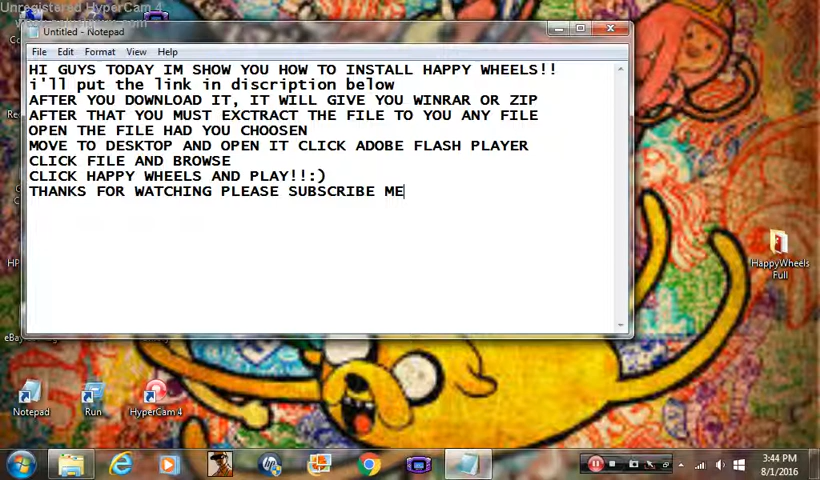 Unregistered HyperCam 4
Untitled - Notepad
File Edit Format View Help
HI GUYS TODAY IM SHOW YOU HOW TO INSTALL HAPPY WHEELS!!
i'll put the link in discription below
AFTER YOU DOWNLOAD IT, IT WILL GIVE YOU WINRAR OR ZIP
AFTER THAT YOU MUST EXCTRACT THE FILE TO YOU ANY FILE
OPEN THE FILE HAD YOU CHOOSEN
MOVE TO DESKTOP AND OPEN IT CLICK ADOBE FLASH PLAYER
CLICK FILE AND BROWSE
CLICK HAPPY WHEELS AND PLAY!!:)
THANKS FOR WATCHING PLEASE SUBSCRIBE ME
HappyWheels
Full
Notepad
Run
HyperCam 4
3:44 PM
8/1/2016